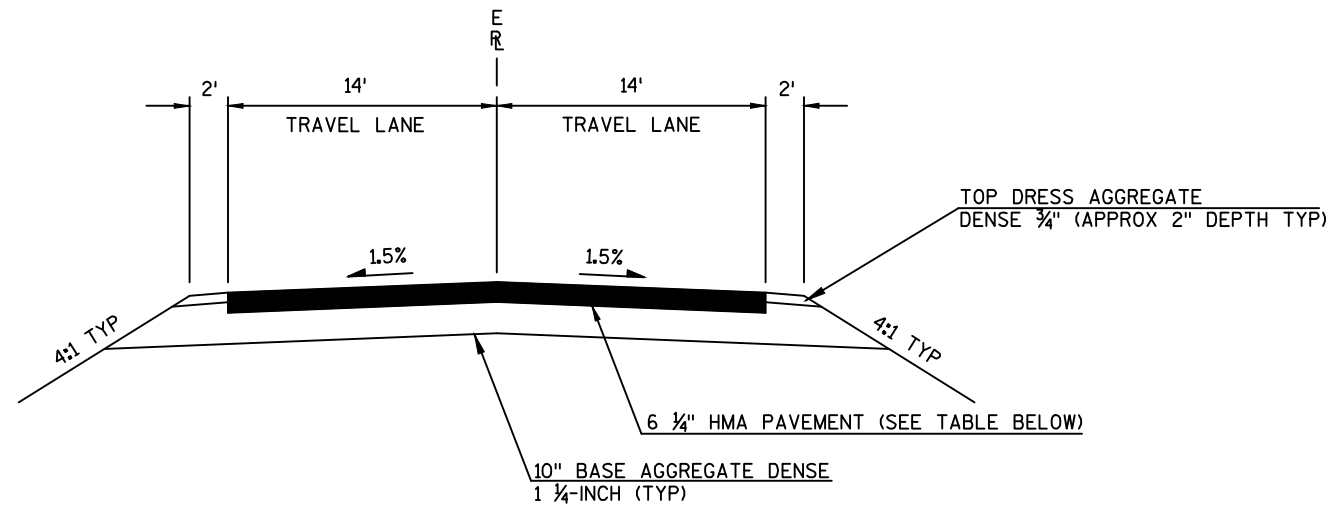 E
RL
2'
14'
14'
2'
TRAVEL LANE
TRAVEL LANE
TOP DRESS AGGREGATE
DENSE ¾" (APPROX 2" DEPTH TYP)
1.5%
1.5%
4:1 TYP
4:1 TYP
6 ¼" HMA PAVEMENT (SEE TABLE BELOW)
10" BASE AGGREGATE DENSE
1 ¼-INCH (TYP)